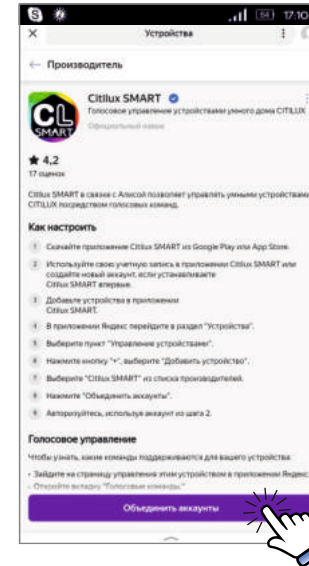 64 17:10
Устройства
Производитель
CL
SMART
Citilux SMART
Голосовое управление устройствами умного дома CITILUX
Официальный навык
4,2
17 оценок
Citilux SMART в связке с Алисой позволяет управлять умными устройствами
CITILUX посредством голосовых команд.
Как настроить
1 Скачайте приложение Citilux SMART из Google Play или App Store.
2 Используйте свою учетную запись в приложении Citilux SMART или
создайте новый аккаунт, если устанавливаете
Citilux SMART впервые.
3 Добавьте устройства в приложении
Citilux SMART.
4 В приложении Яндекс перейдите в раздел "Устройства".
5 Выберите пункт "Управление устройствами".
6 Нажмите кнопку "+", выберите "Добавить устройство".
7 Выберите "Citilux SMART" из списка производителей.
8 Нажмите "Объединить аккаунты".
9 Авторизуйтесь, используя аккаунт из шага 2.
Голосовое управление
Чтобы узнать, какие команды поддерживаются для вашего устройства:
- Зайдите на страницу управления этим устройством в приложении Яндекс.
- Откройте вкладку "Голосовые команды."
Объединить аккаунты